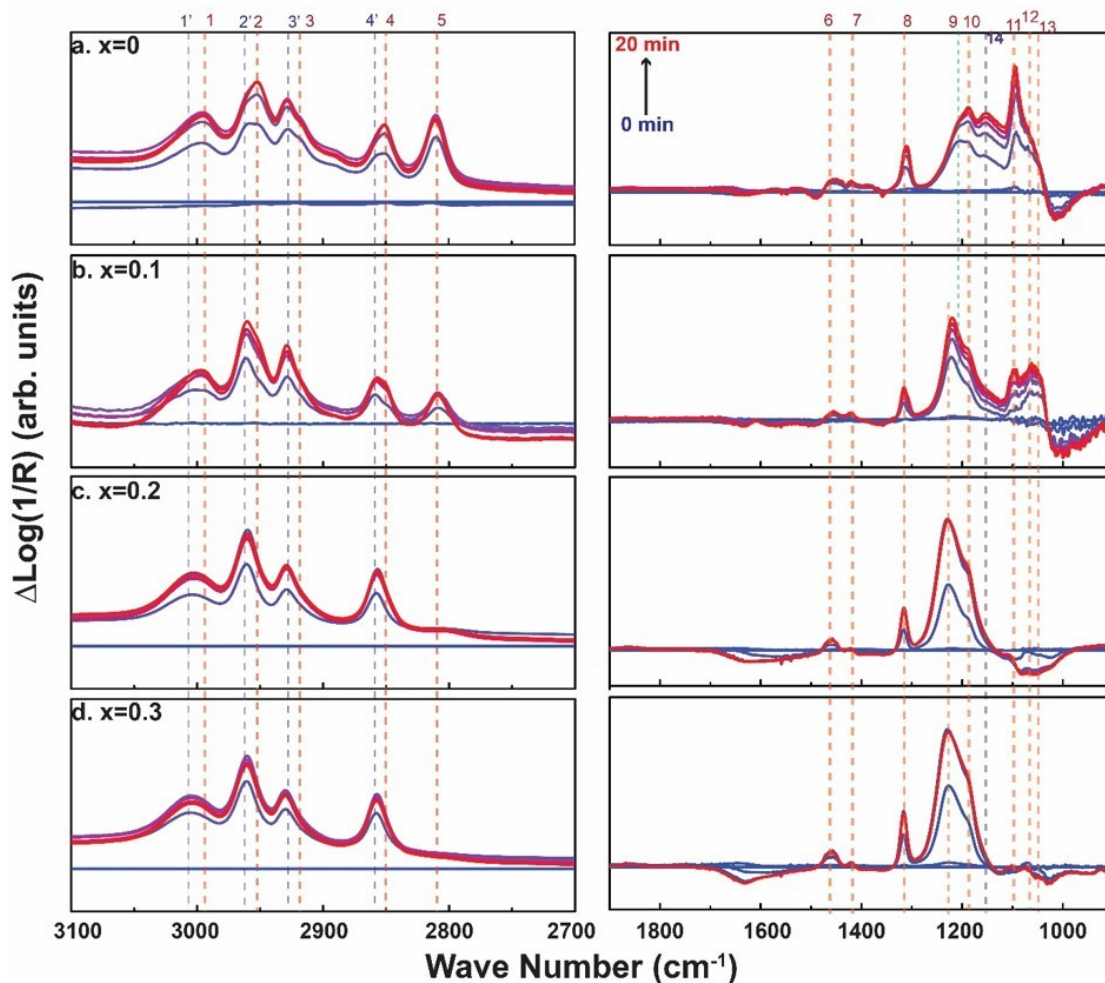 1' 1 2' 2 3' 3 4' 4 5 6 7 8 9 10 11 12 13
14
a. x=0
20 min
0 min
b. x=0.1
c. x=0.2
d. x=0.3
ΔLog(1/R) (arb. units)
3100 3000 2900 2800 2700 1800 1600 1400 1200 1000
Wave Number (cm⁻¹)